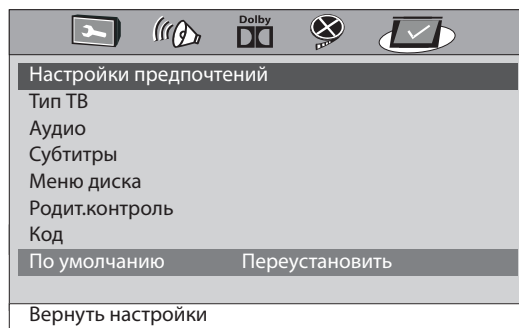 Dolby
Настройки предпочтений
Тип ТВ
Аудио
Субтитры
Меню диска
Родит.контроль
Код
По умолчанию Переустановить
Вернуть настройки